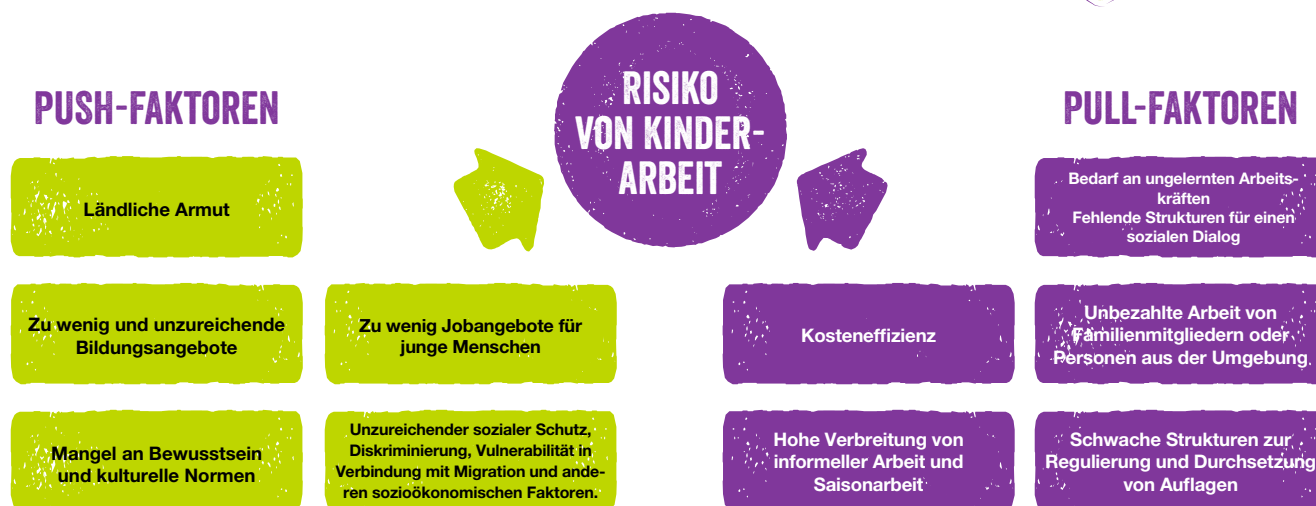 RISIKO
VON KINDER-
ARBEIT
PUSH-FAKTOREN
Ländliche Armut
Zu wenig und unzureichende
Bildungsangebote
Zu wenig Jobangebote für
junge Menschen
Mangel an Bewusstsein
und kulturelle Normen
Unzureichender sozialer Schutz,
Diskriminierung, Vulnerabilität in
Verbindung mit Migration und ande-
ren sozioökonomischen Faktoren.
PULL-FAKTOREN
Bedarf an ungelernten Arbeits-
kräften
Fehlende Strukturen für einen
sozialen Dialog
Kosteneffizienz
Unbezahlte Arbeit von
Familienmitgliedern oder
Personen aus der Umgebung
Hohe Verbreitung von
informeller Arbeit und
Saisonarbeit
Schwache Strukturen zur
Regulierung und Durchsetzung
von Auflagen